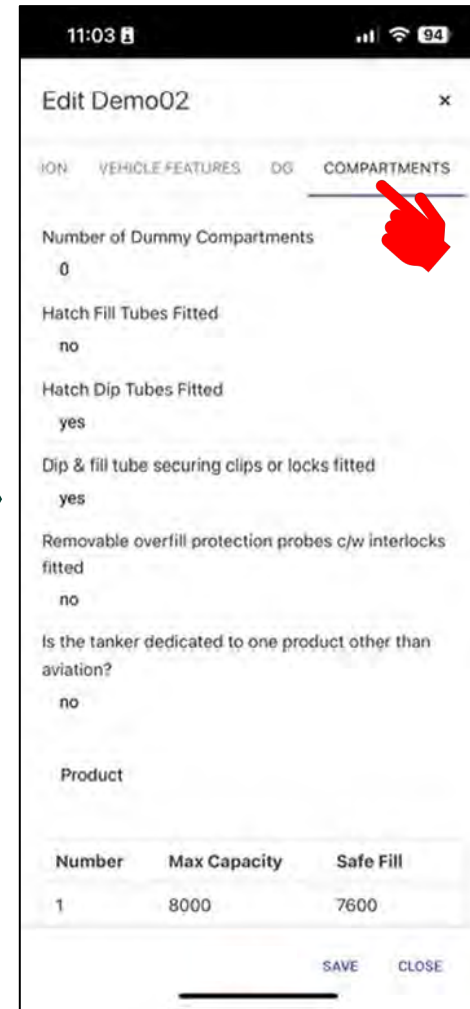 11:03
94
Edit Demo02
×
ION VEHICLE FEATURES DG COMPARTMENTS
Number of Dummy Compartments
0
Hatch Fill Tubes Fitted
no
Hatch Dip Tubes Fitted
yes
Dip & fill tube securing clips or locks fitted
yes
Removable overfill protection probes c/w interlocks
fitted
no
Is the tanker dedicated to one product other than
aviation?
no
Product
Number Max Capacity Safe Fill
1 8000 7600
SAVE CLOSE